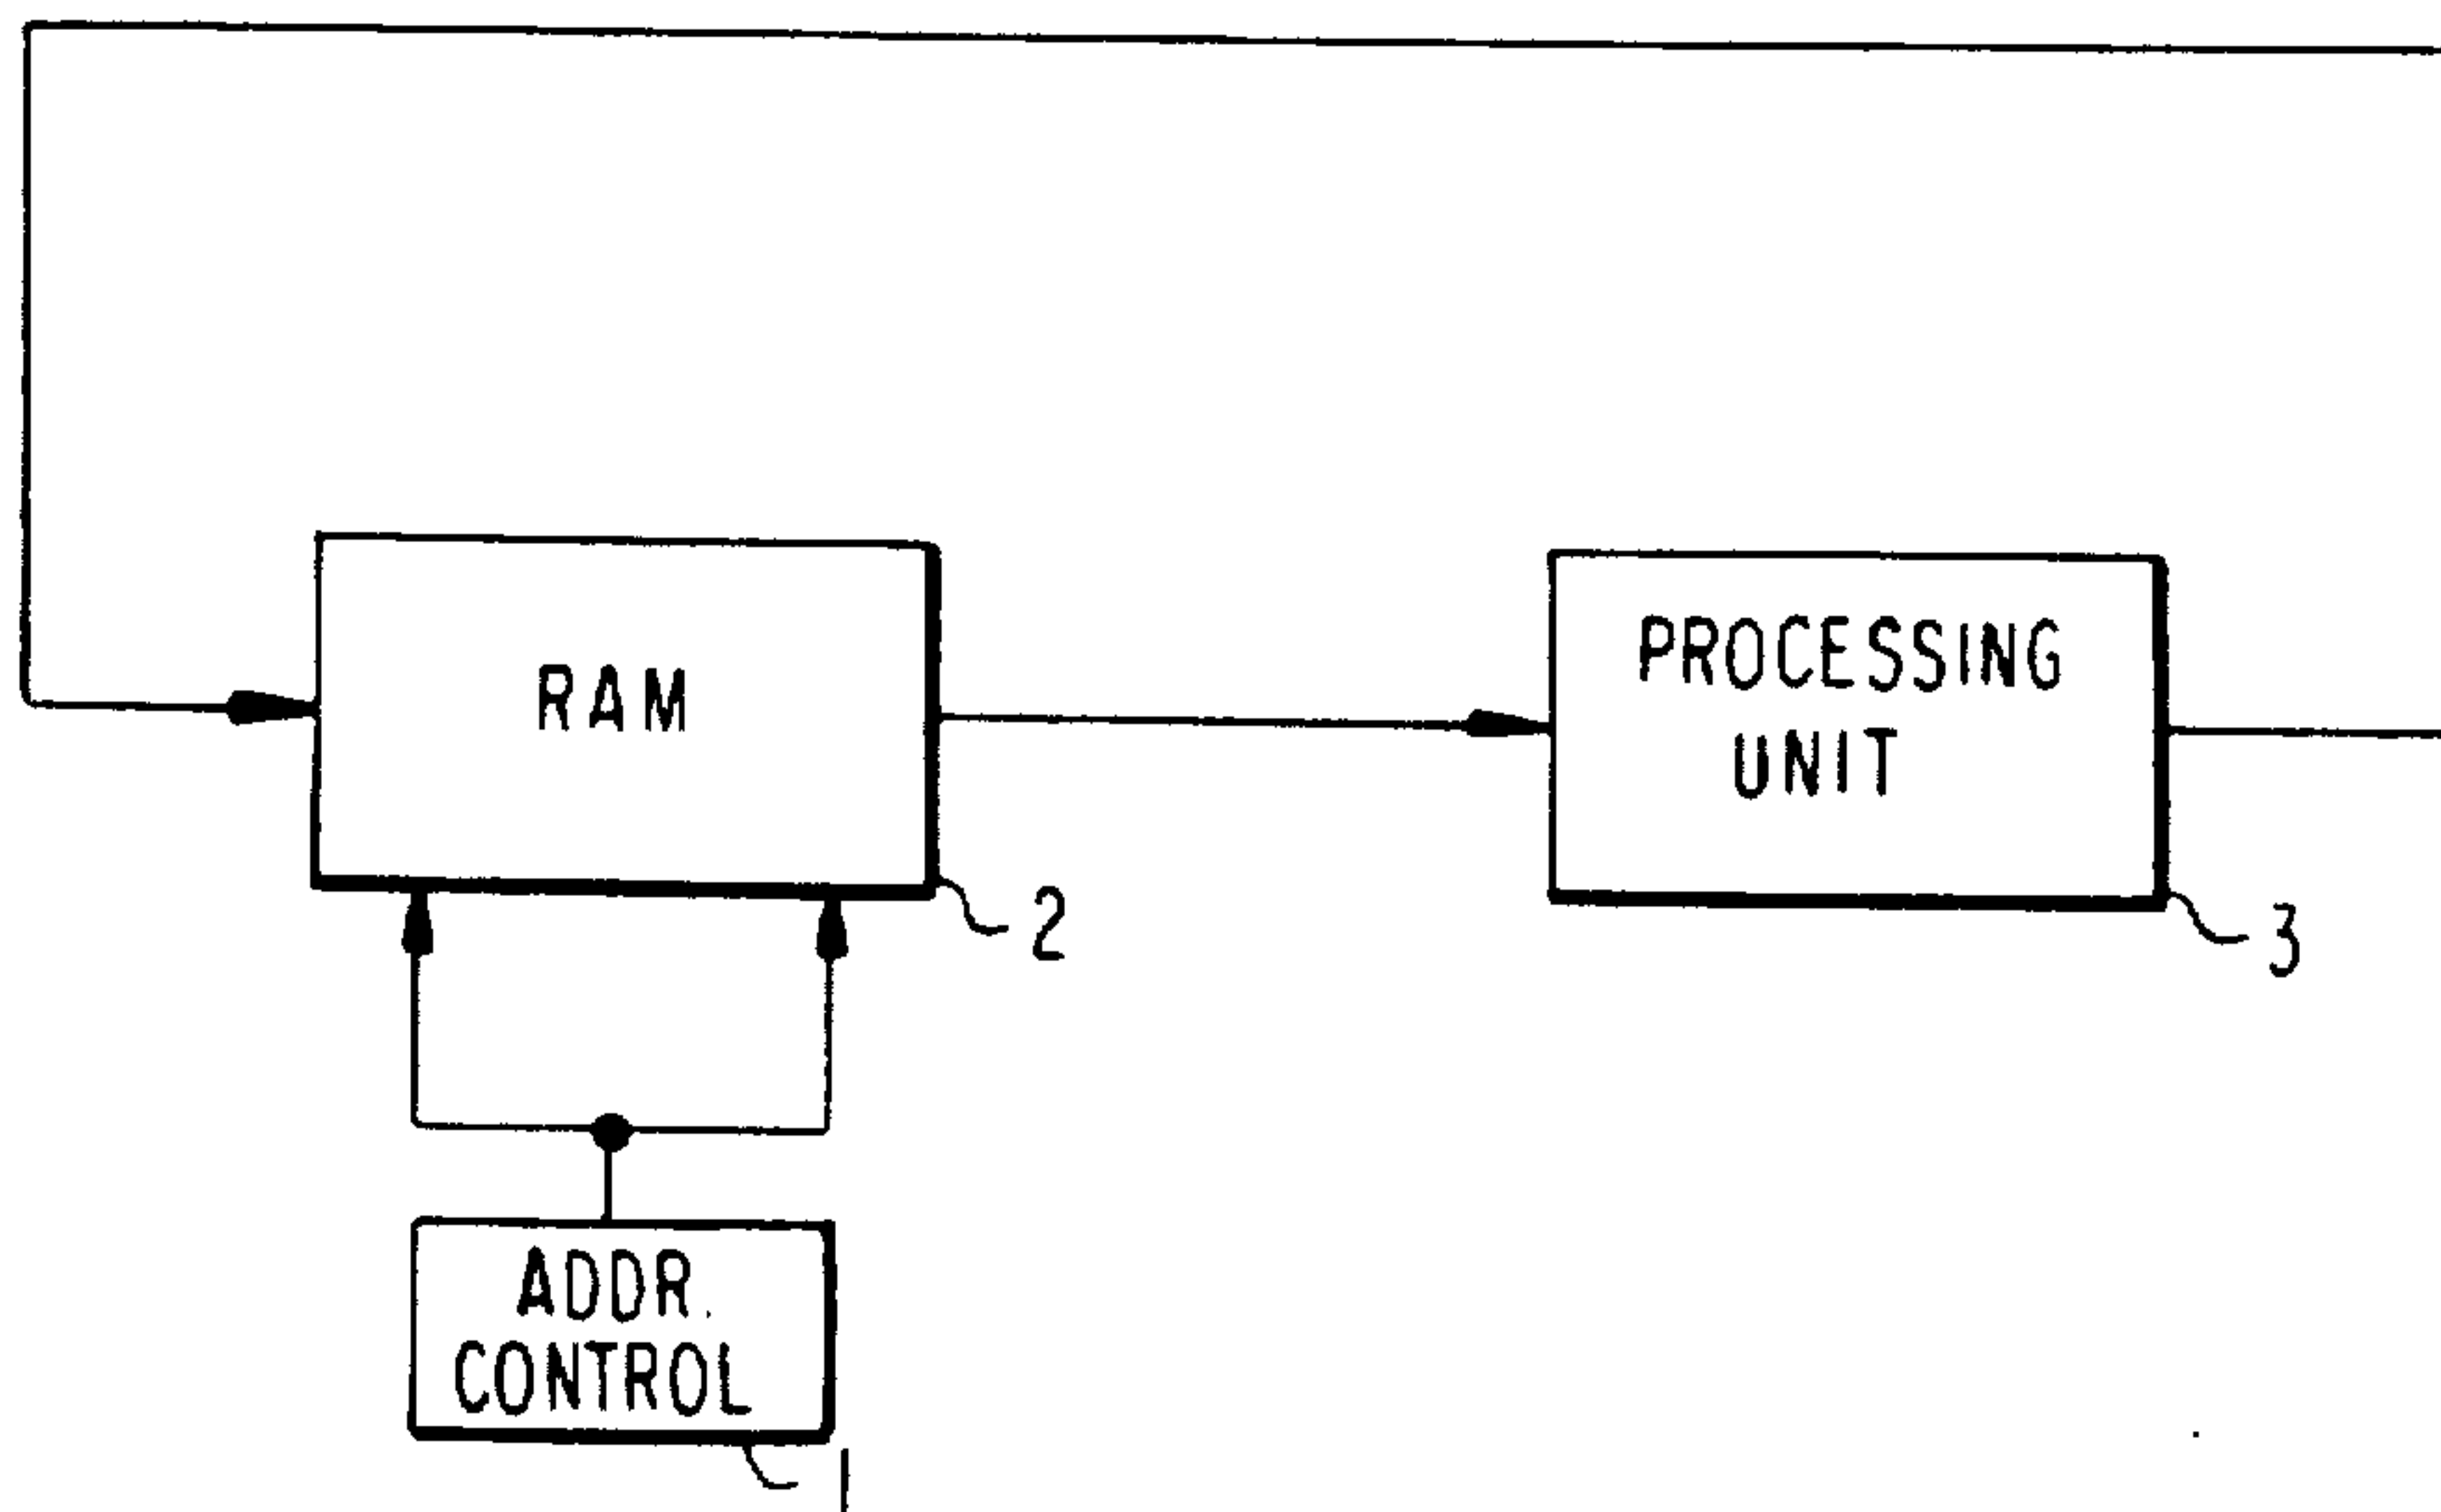 RAM
PROCESSING
UNIT
2
3
ADDR.
CONTROL
1